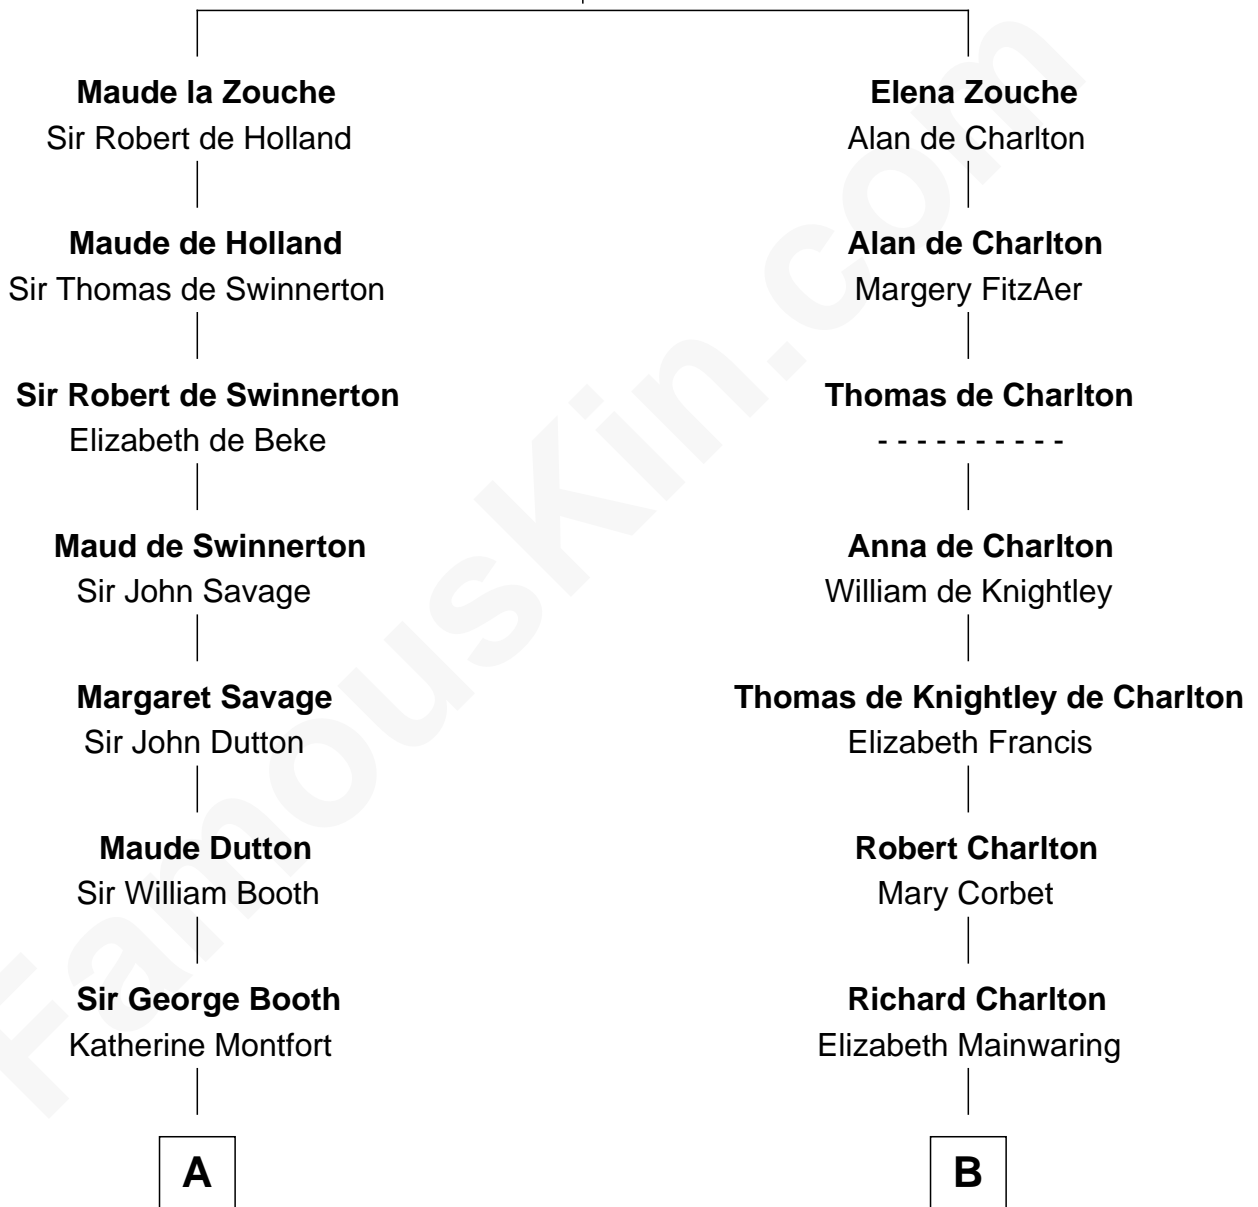 Maude la Zouche
Sir Robert de Holland
Maude de Holland
Sir Thomas de Swinnerton
Sir Robert de Swinnerton
Elizabeth de Beke
Maud de Swinnerton
Sir John Savage
Margaret Savage
Sir John Dutton
Maude Dutton
Sir William Booth
Sir George Booth
Katherine Montfort
A
Elena Zouche
Alan de Charlton
Alan de Charlton
Margery FitzAer
Thomas de Charlton
- - - - - - - - - -
Anna de Charlton
William de Knightley
Thomas de Knightley de Charlton
Elizabeth Francis
Robert Charlton
Mary Corbet
Richard Charlton
Elizabeth Mainwaring
B
FamousKin.com